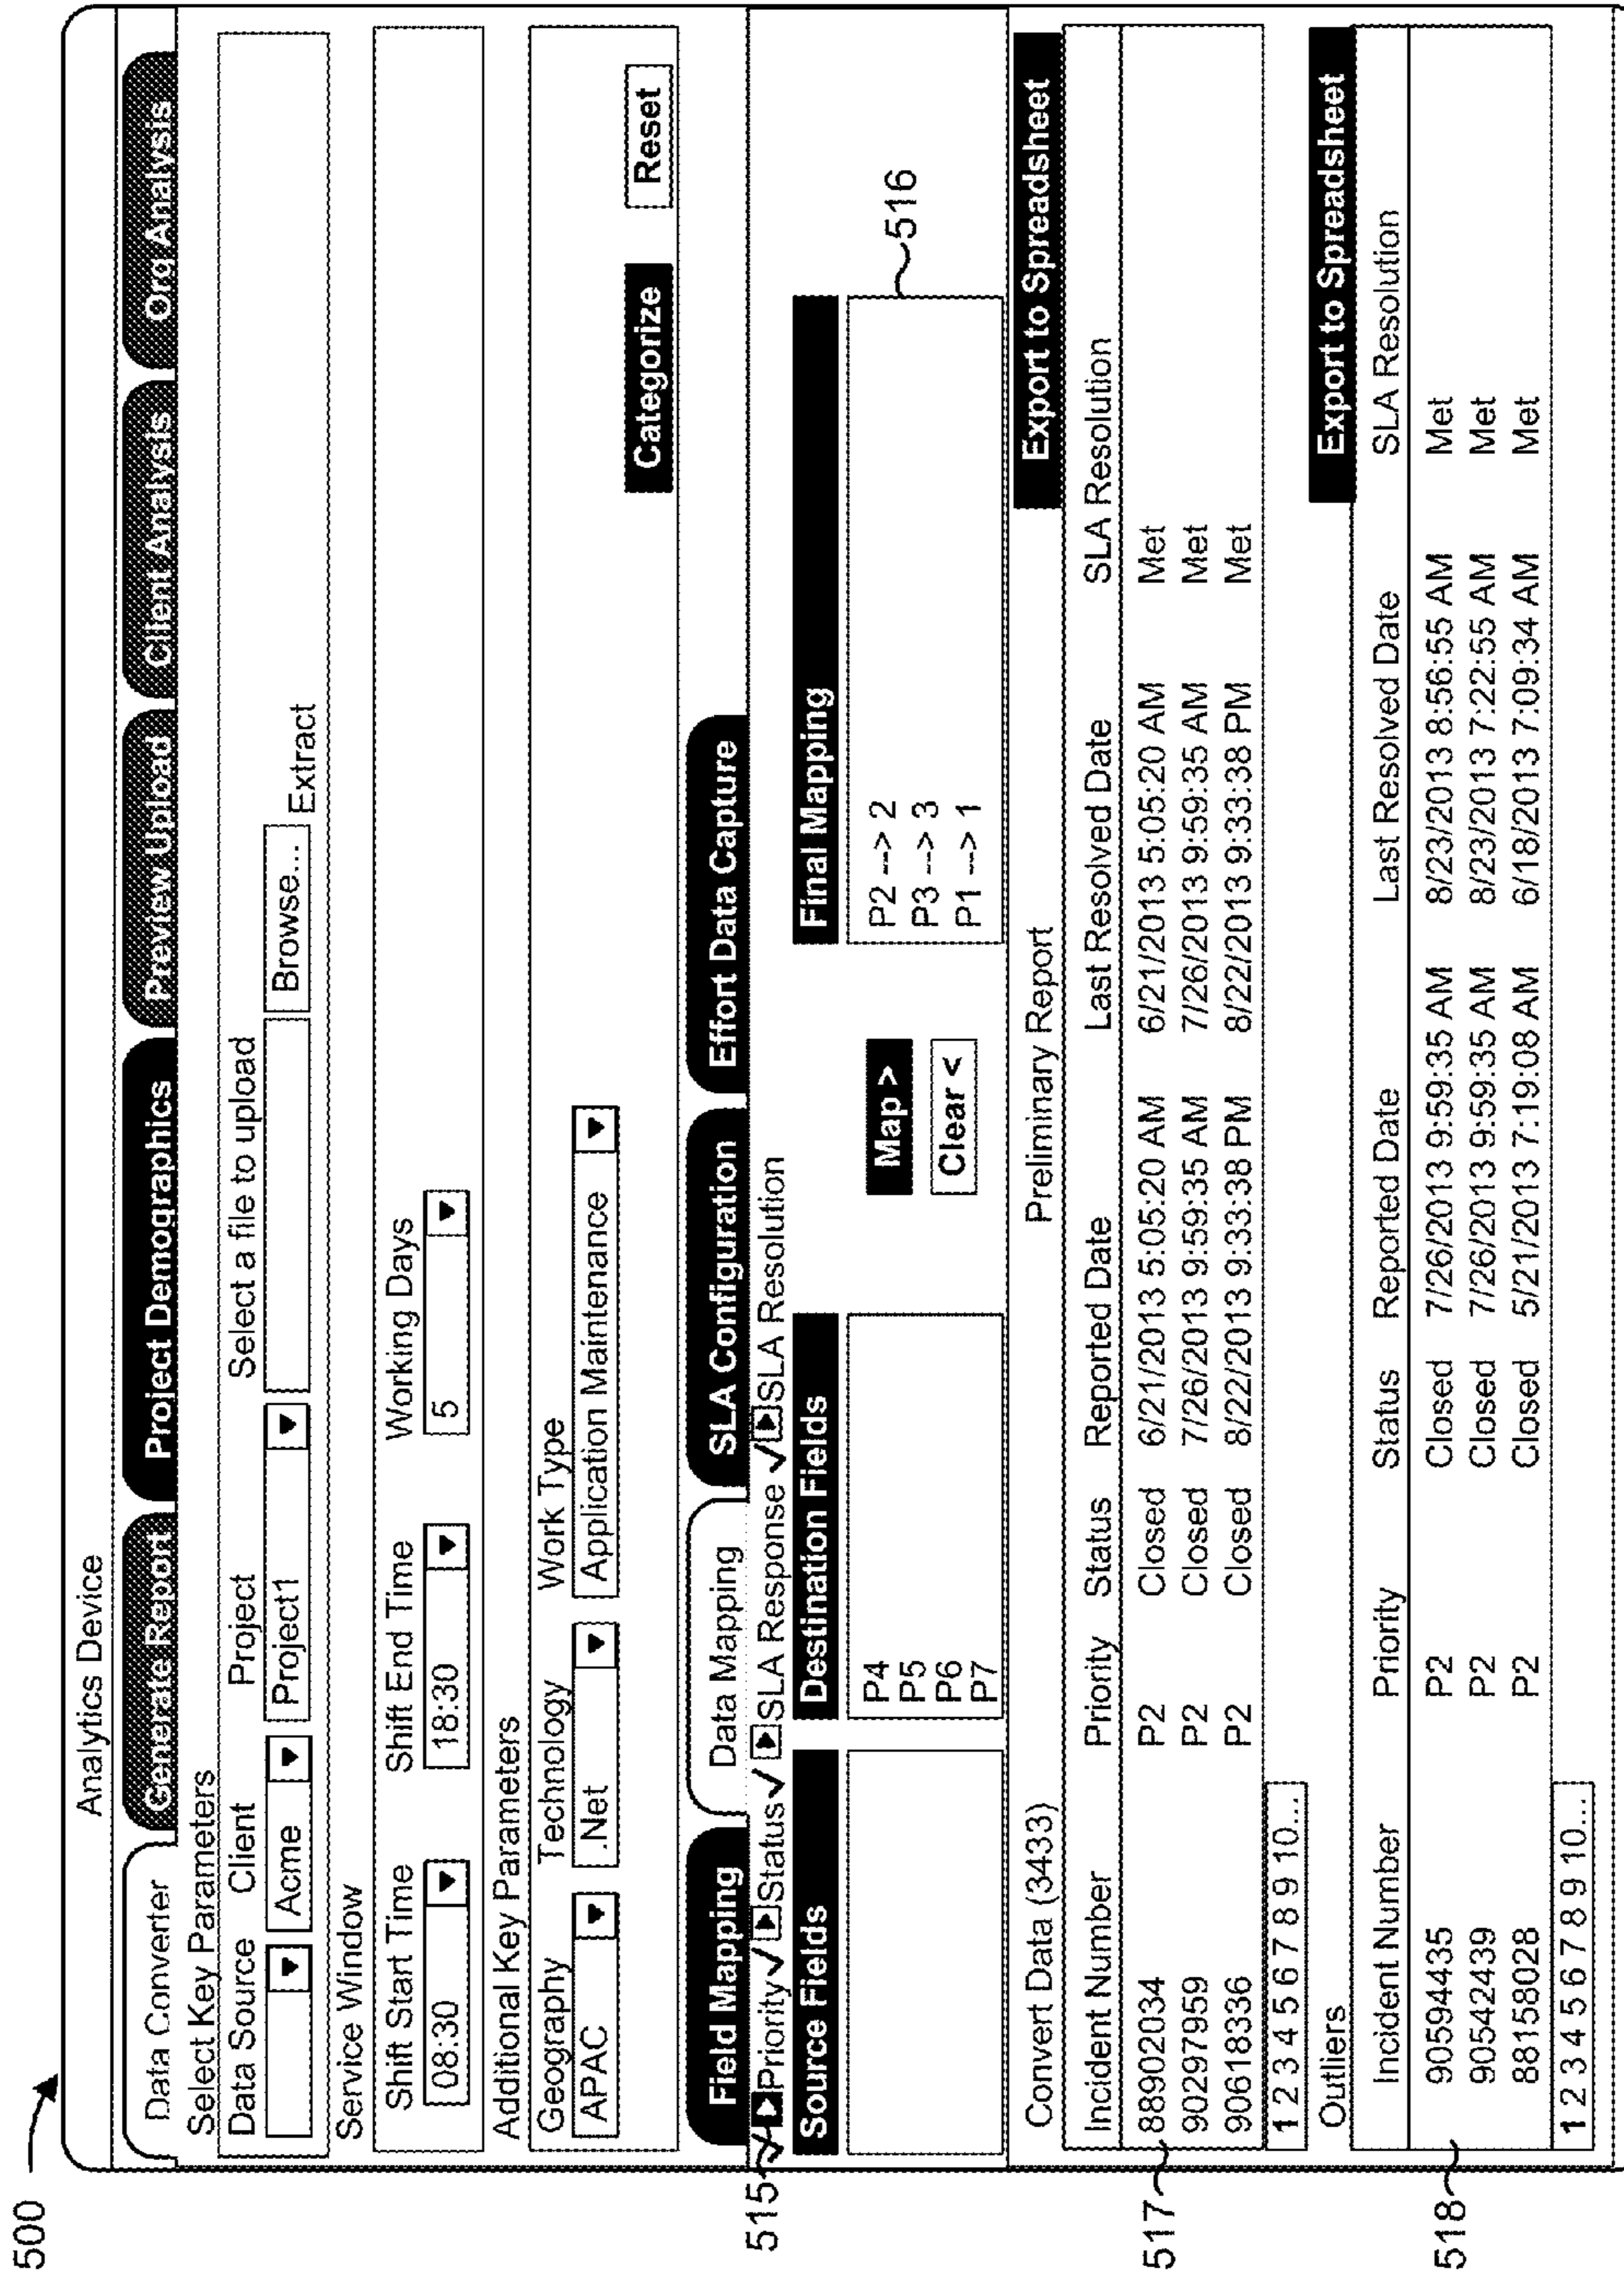 500
Analytics Device
Data Converter Generate Report Project Demographics Preview Upload Client Analysis Org Analysis
Select Key Parameters
Data Source Client Project Select a file to upload
Acme Project1 Browse... Extract
Service Window
Shift Start Time Shift End Time Working Days
08:30 18:30 5
Additional Key Parameters
Geography Technology Work Type
APAC .Net Application Maintenance
Categorize Reset
Field Mapping Data Mapping SLA Configuration Effort Data Capture
515 Priority Status SLA Response SLA Resolution
Source Fields Destination Fields Final Mapping
Map >
Clear <
P4
P5
P6
P7
P2 --> 2
P3 --> 3
P1 --> 1
516
Preliminary Report
Convert Data (3433) Export to Spreadsheet
Incident Number Priority Status Reported Date Last Resolved Date SLA Resolution
517 88902034 P2 Closed 6/21/2013 5:05:20 AM 6/21/2013 5:05:20 AM Met
90297959 P2 Closed 7/26/2013 9:59:35 AM 7/26/2013 9:59:35 AM Met
90618336 P2 Closed 8/22/2013 9:33:38 PM 8/22/2013 9:33:38 PM Met
1 2 3 4 5 6 7 8 9 10...
Outliers Export to Spreadsheet
Incident Number Priority Status Reported Date Last Resolved Date SLA Resolution
518 90594435 P2 Closed 7/26/2013 9:59:35 AM 8/23/2013 8:56:55 AM Met
90542439 P2 Closed 7/26/2013 9:59:35 AM 8/23/2013 7:22:55 AM Met
88158028 P2 Closed 5/21/2013 7:19:08 AM 6/18/2013 7:09:34 AM Met
1 2 3 4 5 6 7 8 9 10...